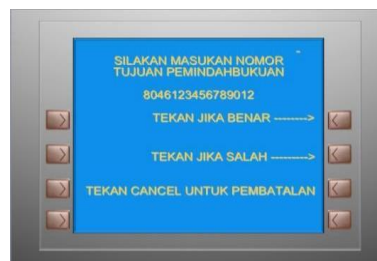 SILAKAN MASUKAN NOMOR
TUJUAN PEMINDAHBUKUAN
8046123456789012
TEKAN JIKA BENAR -------->
TEKAN JIKA SALAH --------->
TEKAN CANCEL UNTUK PEMBATALAN